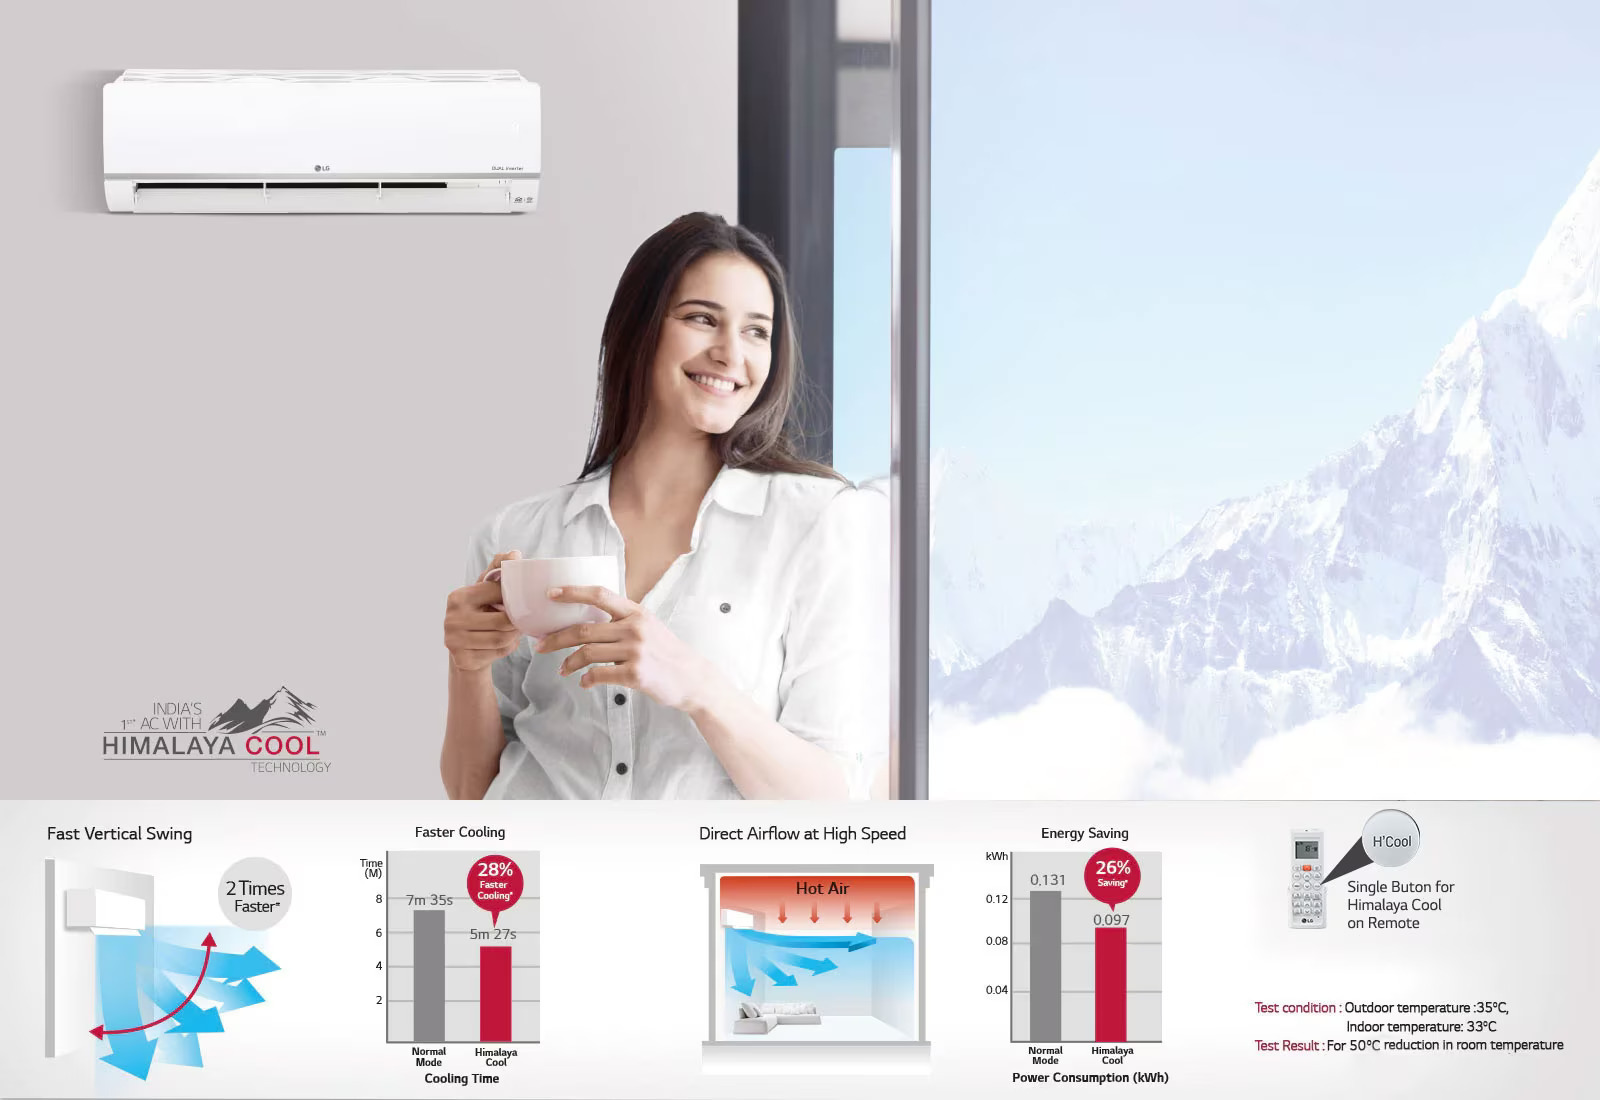 LG
DUAL Inverter
INDIA'S
1ST* AC WITH
HIMALAYA COOL™
TECHNOLOGY
Fast Vertical Swing
2 Times
Faster*
Faster Cooling
Time
(M)
8
6
4
2
7m 35s
28%
Faster
Cooling*
5m 27s
Normal
Mode
Himalaya
Cool
Cooling Time
Direct Airflow at High Speed
Hot Air
Energy Saving
kWh
0.12
0.08
0.04
0.131
26%
Saving*
0.097
Normal
Mode
Himalaya
Cool
Power Consumption (kWh)
H'Cool
LG
Single Buton for
Himalaya Cool
on Remote
Test condition : Outdoor temperature :35°C,
Indoor temperature: 33°C
Test Result : For 50°C reduction in room temperature